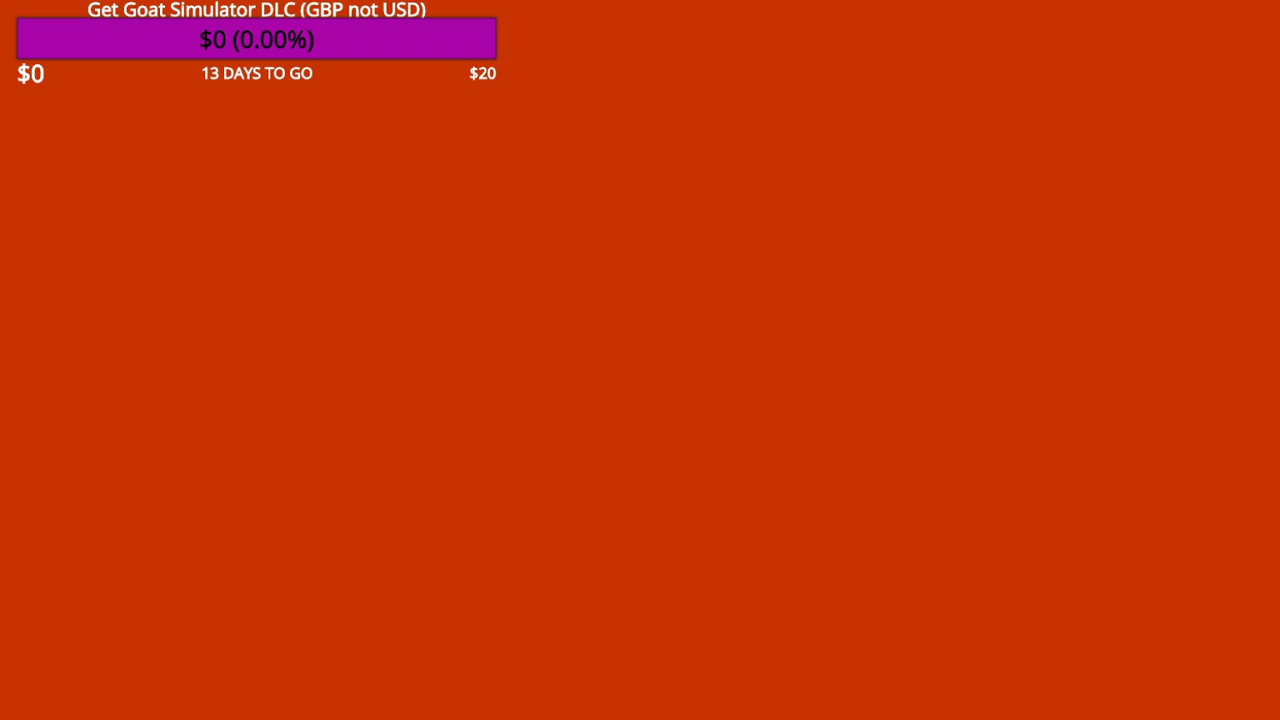 Get Goat Simulator DLC (GBP not USD)
$0 (0.00%)
$0 13 DAYS TO GO $20